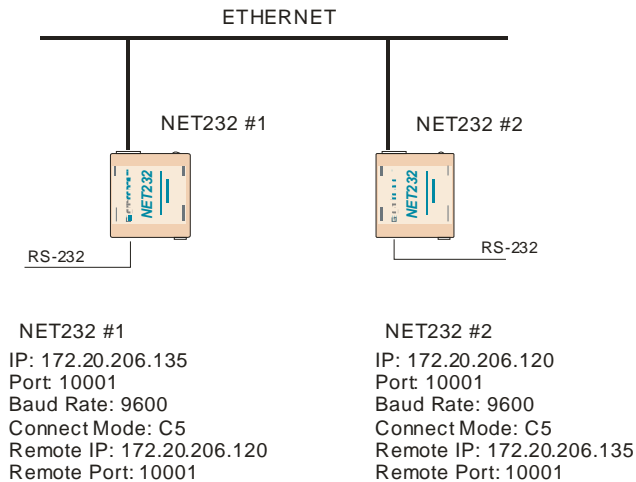 ETHERNET
NET232 #1
NET232 #2
NET232
NET232
RS-232
RS-232
NET232 #1
IP: 172.20.206.135
Port: 10001
Baud Rate: 9600
Connect Mode: C5
Remote IP: 172.20.206.120
Remote Port: 10001
NET232 #2
IP: 172.20.206.120
Port: 10001
Baud Rate: 9600
Connect Mode: C5
Remote IP: 172.20.206.135
Remote Port: 10001